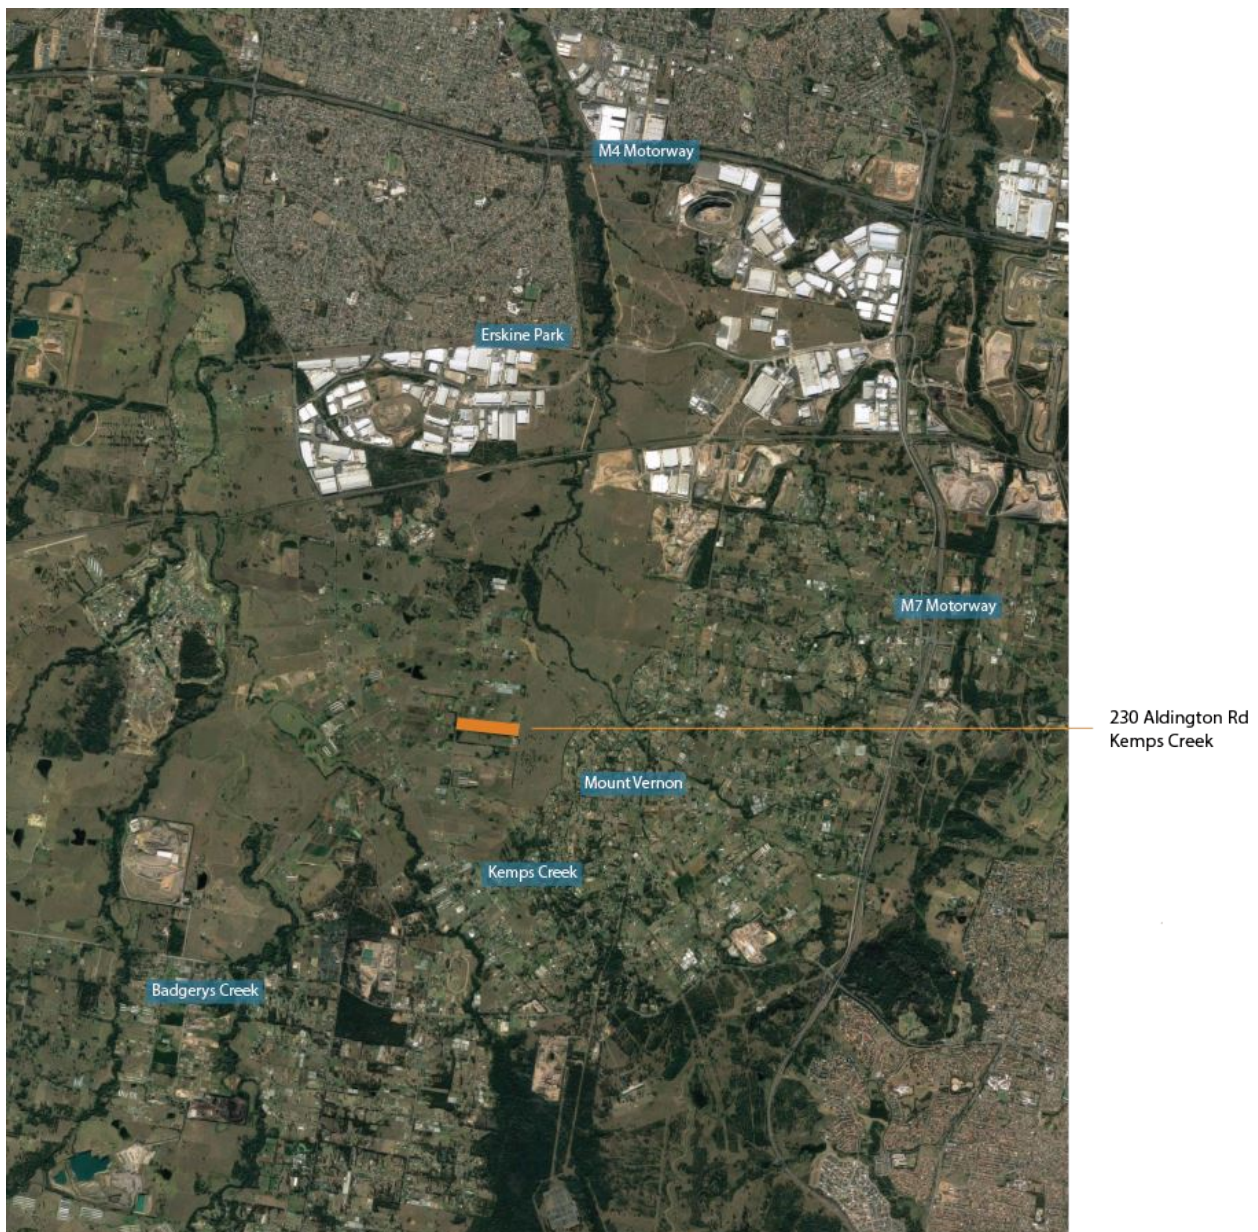 M4 Motorway
Erskine Park
M7 Motorway
230 Aldington Rd
Kemps Creek
Mount Vernon
Kemps Creek
Badgerys Creek